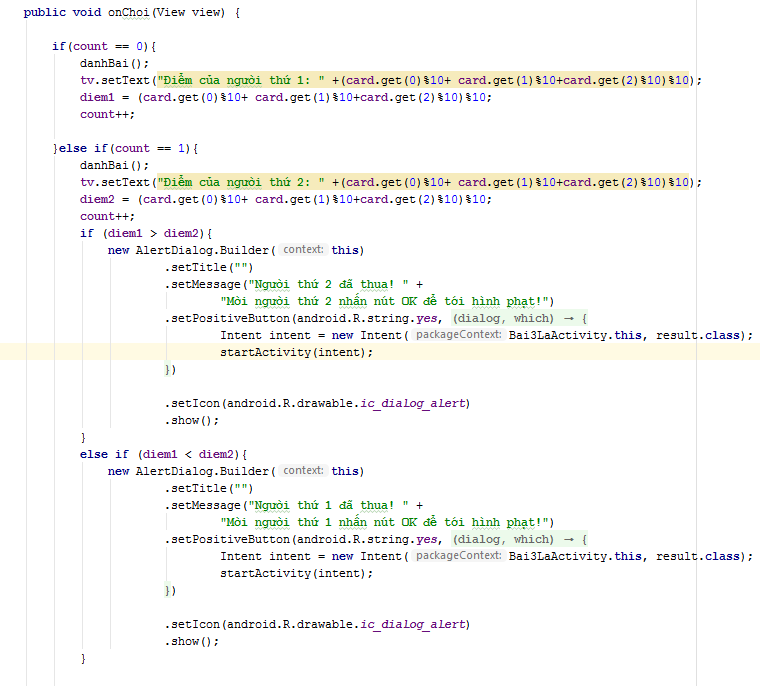 public void onChoi(View view) {
if(count == 0){
danhBai();
tv.setText("Điểm của người thứ 1: " +(card.get(0)%10+ card.get(1)%10+card.get(2)%10)%10);
diem1 = (card.get(0)%10+ card.get(1)%10+card.get(2)%10)%10;
count++;
}else if(count == 1){
danhBai();
tv.setText("Điểm của người thứ 2: " +(card.get(0)%10+ card.get(1)%10+card.get(2)%10)%10);
diem2 = (card.get(0)%10+ card.get(1)%10+card.get(2)%10)%10;
count++;
if (diem1 > diem2){
new AlertDialog.Builder( context: this)
.setTitle("")
.setMessage("Người thứ 2 đã thua! " +
"Mời người thứ 2 nhấn nút OK để tới hình phạt!")
.setPositiveButton(android.R.string.yes, (dialog, which) → {
Intent intent = new Intent( packageContext: Bai3LaActivity.this, result.class);
startActivity(intent);
})
.setIcon(android.R.drawable.ic_dialog_alert)
.show();
}
else if (diem1 < diem2){
new AlertDialog.Builder( context: this)
.setTitle("")
.setMessage("Người thứ 1 đã thua! " +
"Mời người thứ 1 nhấn nút OK để tới hình phạt!")
.setPositiveButton(android.R.string.yes, (dialog, which) → {
Intent intent = new Intent( packageContext: Bai3LaActivity.this, result.class);
startActivity(intent);
})
.setIcon(android.R.drawable.ic_dialog_alert)
.show();
}